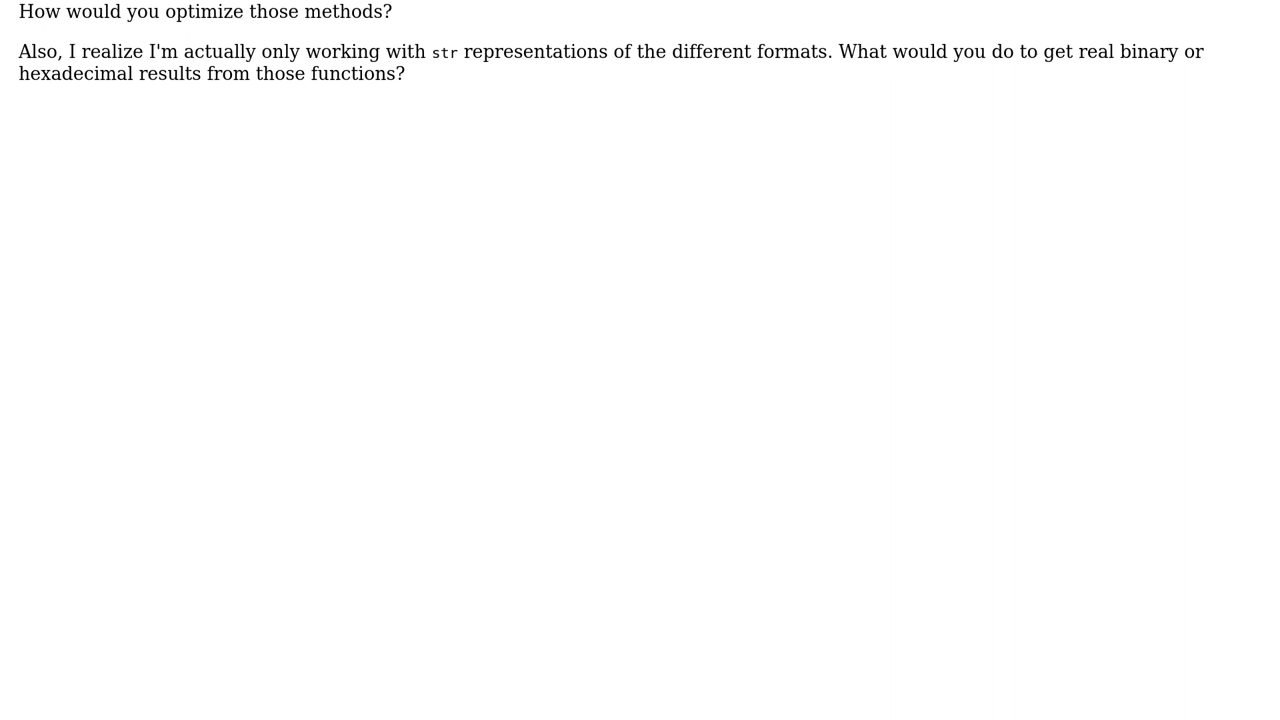 How would you optimize those methods?
Also, I realize I'm actually only working with str representations of the different formats. What would you do to get real binary or
hexadecimal results from those functions?